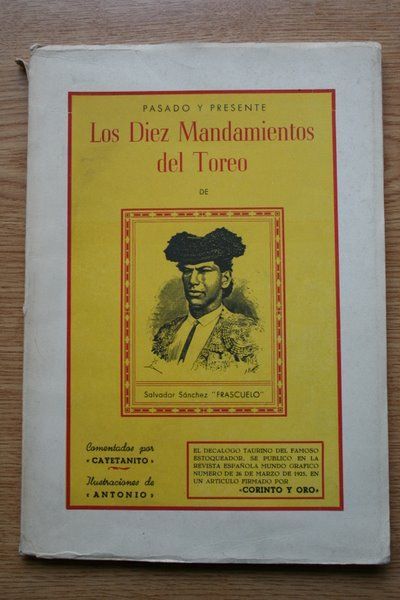 PASADO Y PRESENTE
Los Diez Mandamientos
del Toreo
DE
Salvador Sánchez "FRASCUELO"
Comentados por
«CAYETANITO»
Ilustraciones de
«ANTONIO»
EL DECALOGO TAURINO DEL FAMOSO
ESTOQUEADOR, SE PUBLICO EN LA
REVISTA ESPAÑOLA MUNDO GRAFICO
NUMERO DE 26 DE MARZO DE 1925, EN
UN ARTICULO FIRMADO POR
«CORINTO Y ORO»